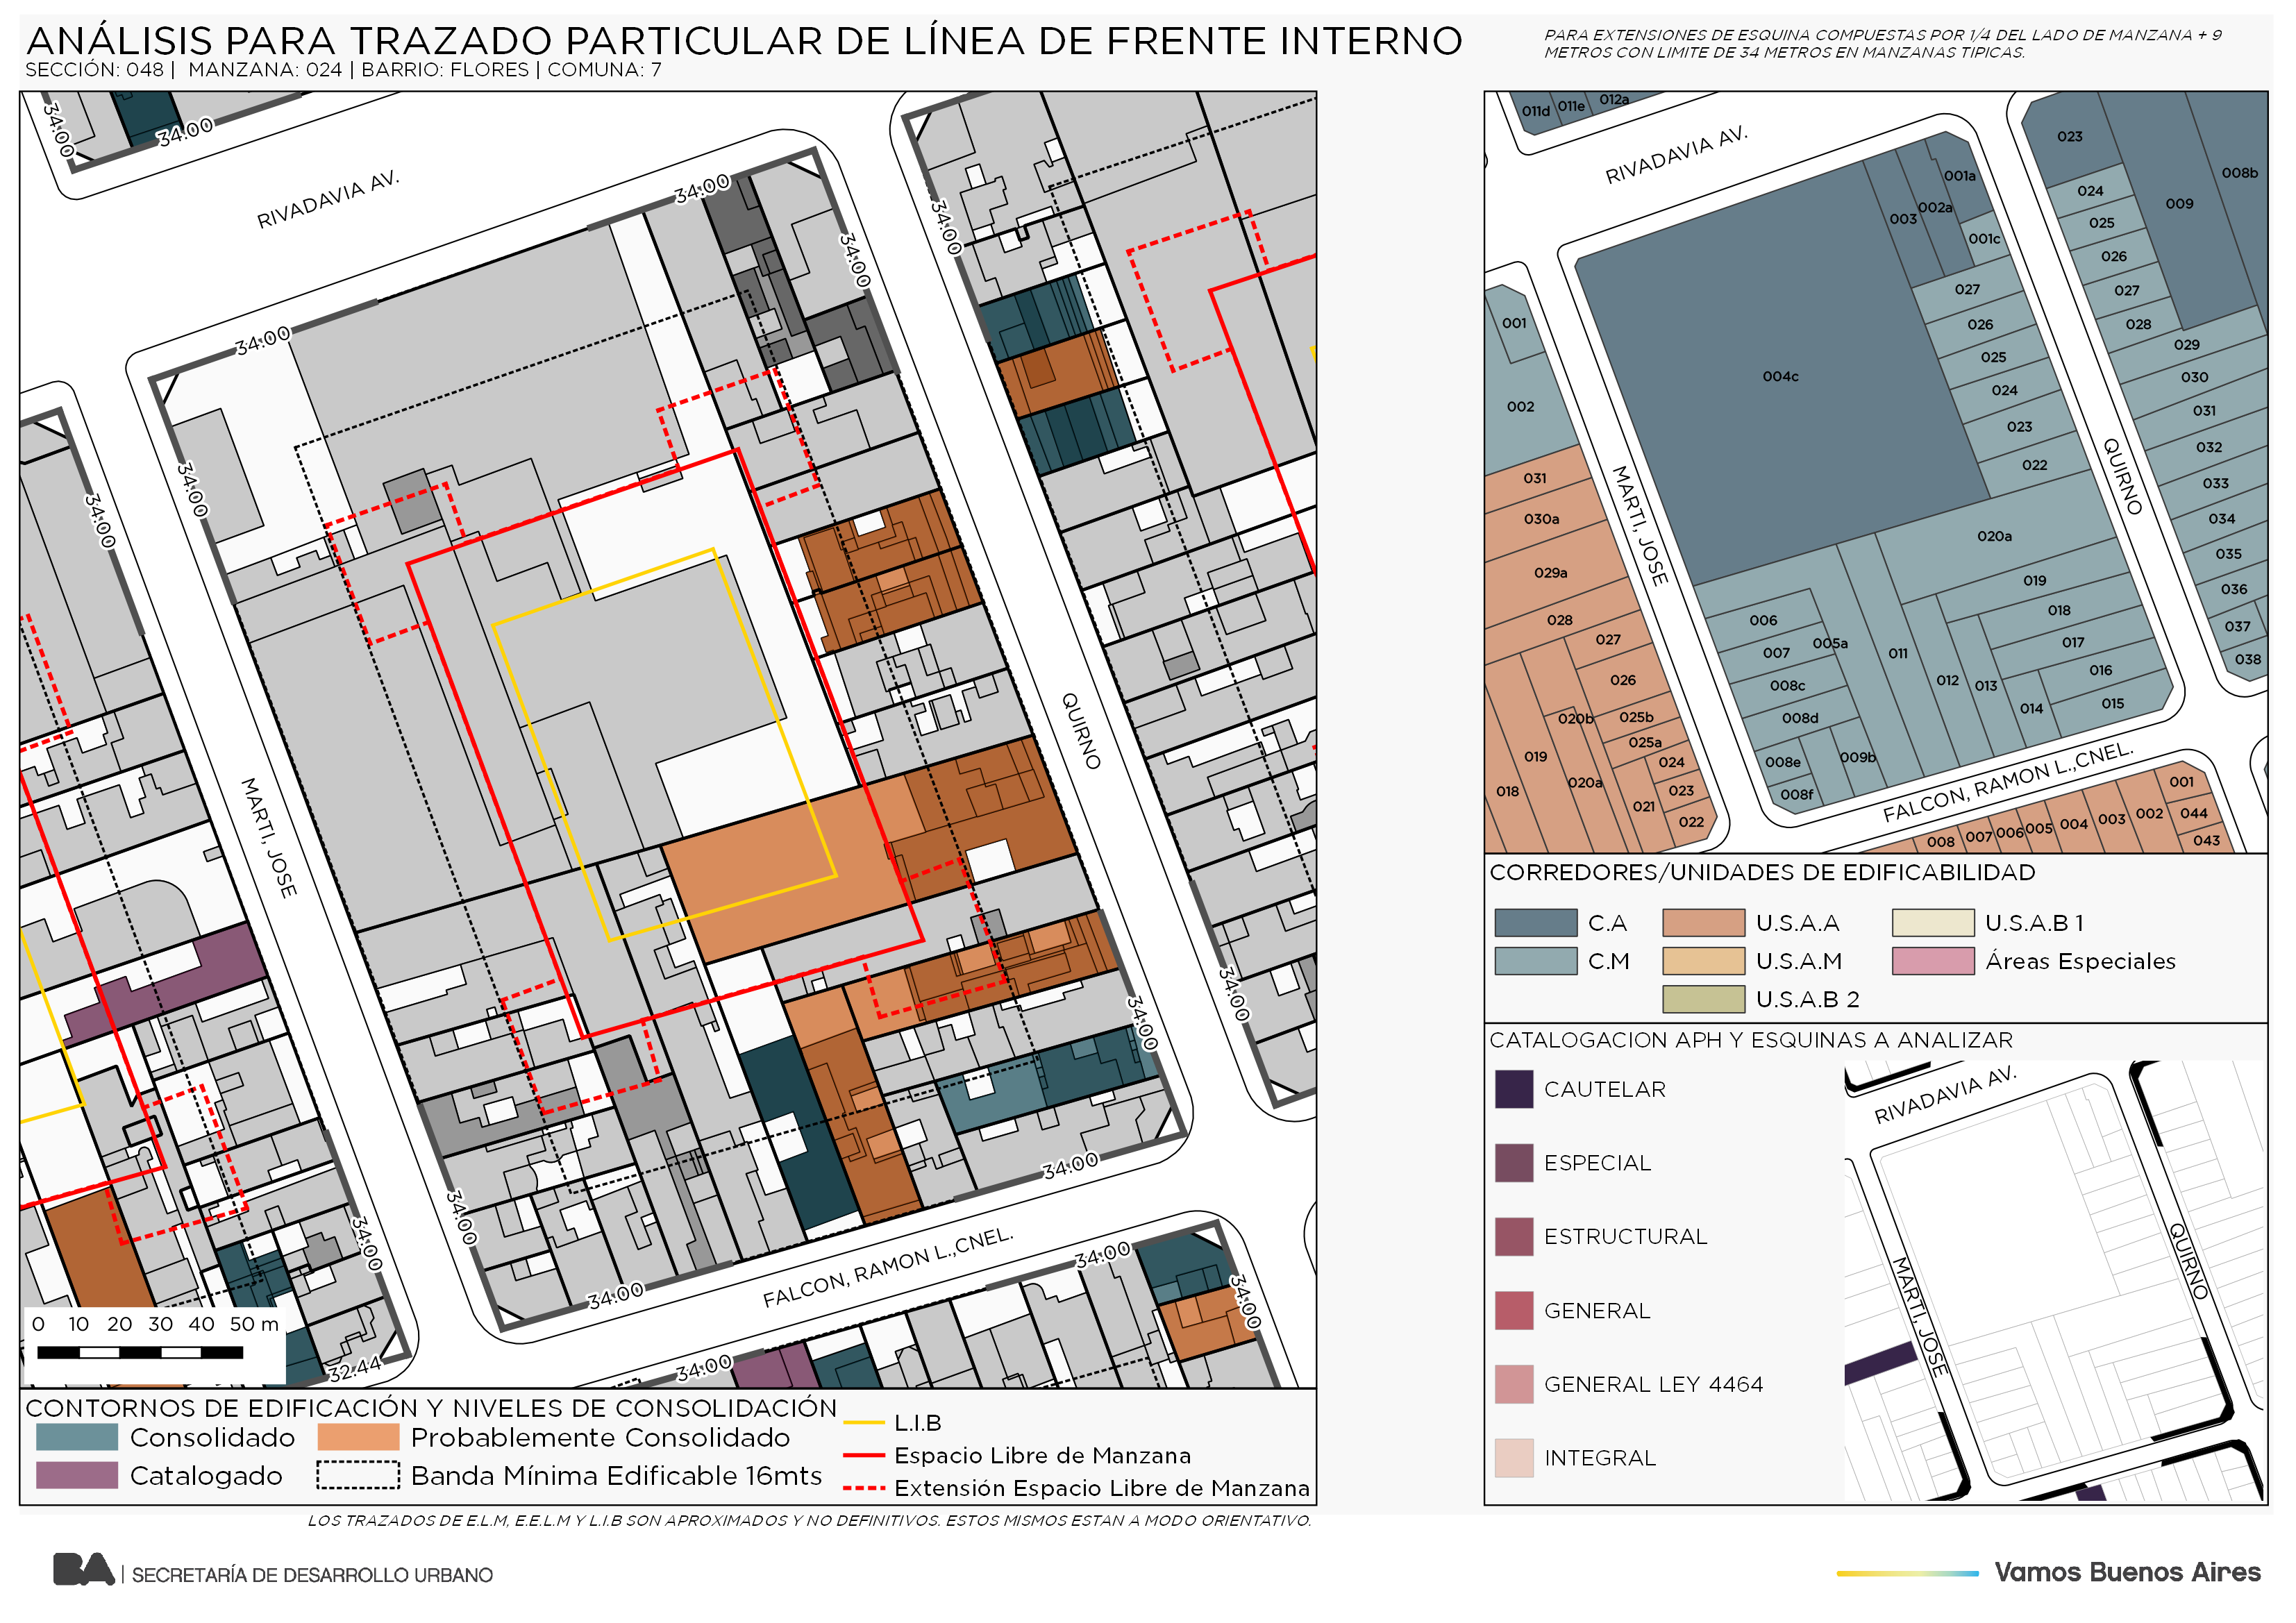 ANÁLISIS PARA TRAZADO PARTICULAR DE LÍNEA DE FRENTE INTERNO
SECCIÓN: 048 | MANZANA: 024 | BARRIO: FLORES | COMUNA: 7
PARA EXTENSIONES DE ESQUINA COMPUESTAS POR 1/4 DEL LADO DE MANZANA + 9
METROS CON LIMITE DE 34 METROS EN MANZANAS TIPICAS.
34.00
34.00
RIVADAVIA AV.
34.00
34.00
34.00
34.00
34.00
34.00
MARTI, JOSE
QUIRNO
34.00
34.00
34.00
34.00
34.00
34.00
FALCON, RAMON L.,CNEL.
34.00
34.00
34.00
32.44
0 10 20 30 40 50 m
CONTORNOS DE EDIFICACIÓN Y NIVELES DE CONSOLIDACIÓN
Consolidado
Probablemente Consolidado
Catalogado
Banda Mínima Edificable 16mts
L.I.B
Espacio Libre de Manzana
Extensión Espacio Libre de Manzana
LOS TRAZADOS DE E.L.M, E.E.L.M Y L.I.B SON APROXIMADOS Y NO DEFINITIVOS. ESTOS MISMOS ESTAN A MODO ORIENTATIVO.
011d
011e
012a
RIVADAVIA AV.
023
008b
009
024
025
026
027
028
029
030
031
032
033
034
035
036
037
038
001a
002a
003
001c
004c
027
026
025
024
023
022
020a
019
018
017
016
015
014
013
012
011
005a
006
007
008c
008d
008e
008f
009b
001
002
031
030a
029a
028
027
026
025b
025a
024
023
022
021
020b
020a
019
018
MARTI, JOSE
QUIRNO
FALCON, RAMON L.,CNEL.
008
007
006
005
004
003
002
001
044
043
CORREDORES/UNIDADES DE EDIFICABILIDAD
C.A
U.S.A.A
U.S.A.B 1
C.M
U.S.A.M
Áreas Especiales
U.S.A.B 2
CATALOGACION APH Y ESQUINAS A ANALIZAR
CAUTELAR
ESPECIAL
ESTRUCTURAL
GENERAL
GENERAL LEY 4464
INTEGRAL
RIVADAVIA AV.
MARTI, JOSE
QUIRNO
BA | SECRETARÍA DE DESARROLLO URBANO
Vamos Buenos Aires